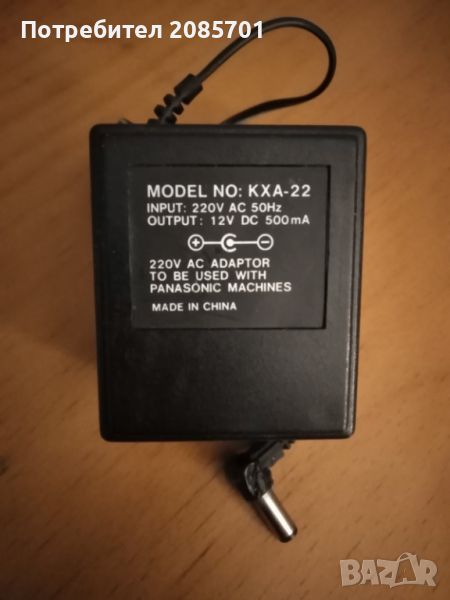 Потребител 2085701
MODEL NO: KXA-22
INPUT: 220V AC 50Hz
OUTPUT: 12V DC 500mA
+ −
220V AC ADAPTOR
TO BE USED WITH
PANASONIC MACHINES
MADE IN CHINA
BAZAR